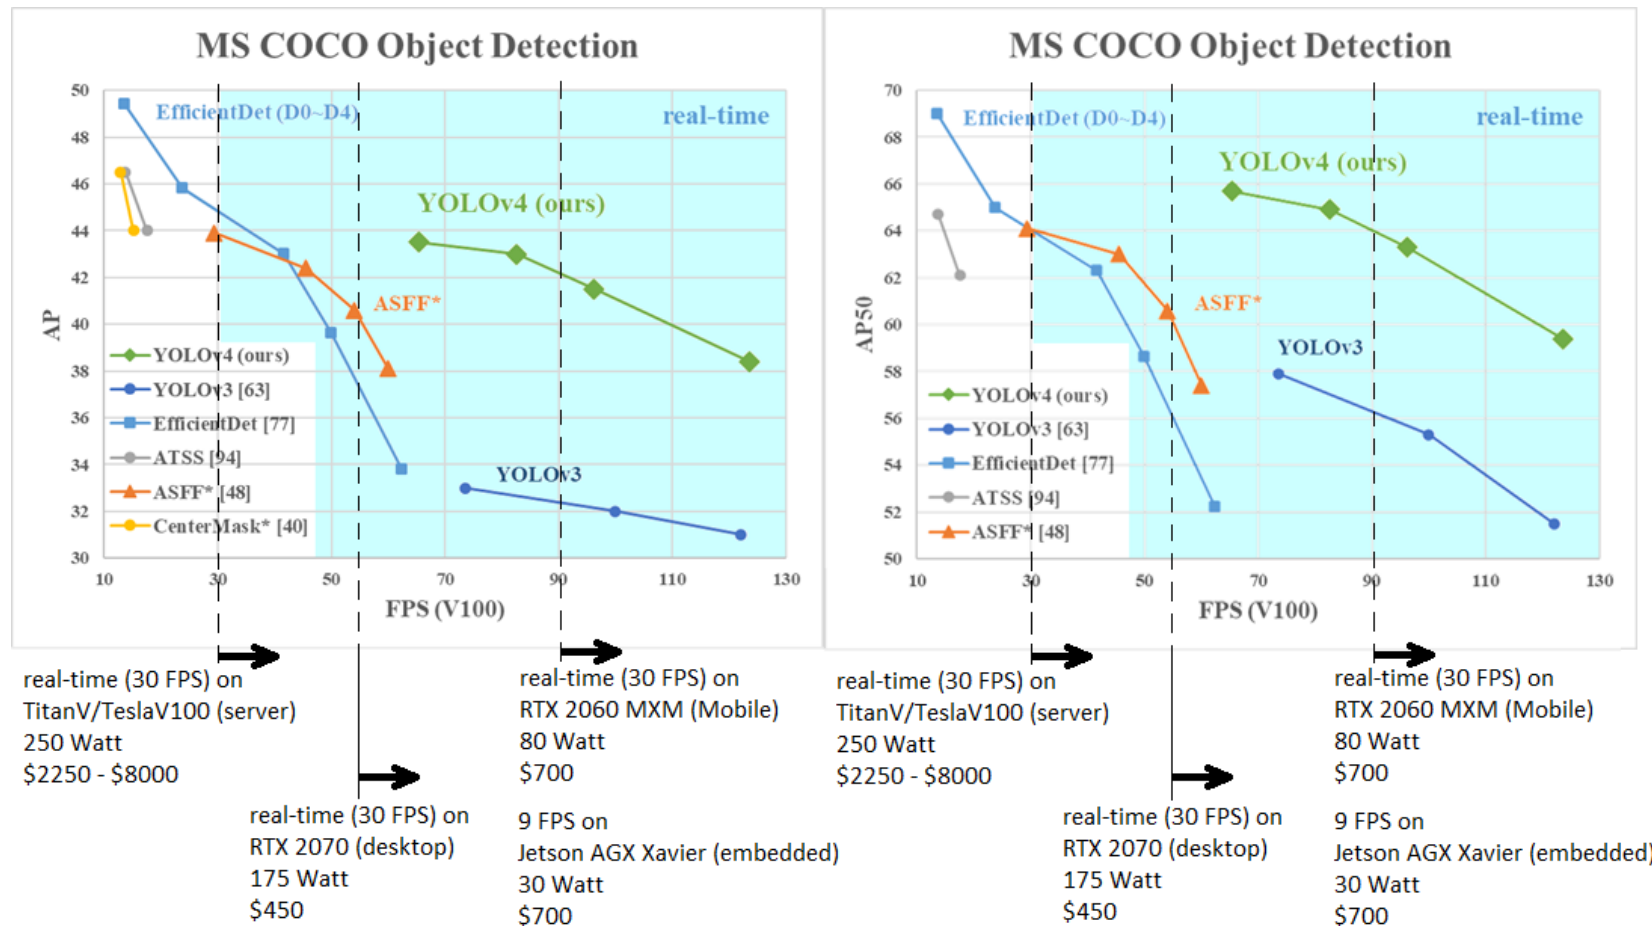 MS COCO Object Detection
EfficientDet (D0~D4)
real-time
YOLOv4 (ours)
ASFF*
YOLOv3
AP
50
48
46
44
42
40
38
36
34
32
30
YOLOv4 (ours)
YOLOv3 [63]
EfficientDet [77]
ATSS [94]
ASFF* [48]
CenterMask* [40]
10 30 50 70 90 110 130
FPS (V100)
real-time (30 FPS) on
TitanV/TeslaV100 (server)
250 Watt
$2250 - $8000
real-time (30 FPS) on
RTX 2070 (desktop)
175 Watt
$450
real-time (30 FPS) on
RTX 2060 MXM (Mobile)
80 Watt
$700
9 FPS on
Jetson AGX Xavier (embedded)
30 Watt
$700
MS COCO Object Detection
EfficientDet (D0~D4)
real-time
YOLOv4 (ours)
ASFF*
YOLOv3
AP50
70
68
66
64
62
60
58
56
54
52
50
YOLOv4 (ours)
YOLOv3 [63]
EfficientDet [77]
ATSS [94]
ASFF* [48]
10 30 50 70 90 110 130
FPS (V100)
real-time (30 FPS) on
TitanV/TeslaV100 (server)
250 Watt
$2250 - $8000
real-time (30 FPS) on
RTX 2070 (desktop)
175 Watt
$450
real-time (30 FPS) on
RTX 2060 MXM (Mobile)
80 Watt
$700
9 FPS on
Jetson AGX Xavier (embedded)
30 Watt
$700